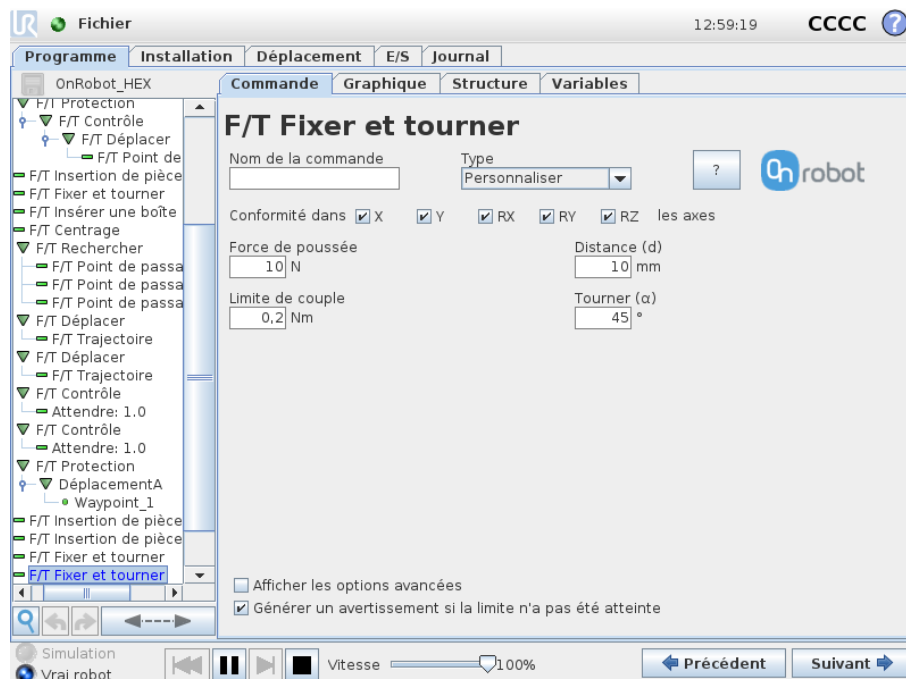 Fichier 12:59:19 CCCC ?
Programme Installation Déplacement E/S Journal
OnRobot_HEX
Commande Graphique Structure Variables
F/T Protection
F/T Contrôle
F/T Déplacer
F/T Point de
F/T Insertion de pièce
F/T Fixer et tourner
F/T Insérer une boîte
F/T Centrage
F/T Rechercher
F/T Point de passa
F/T Point de passa
F/T Point de passa
F/T Déplacer
F/T Trajectoire
F/T Déplacer
F/T Trajectoire
F/T Contrôle
Attendre: 1.0
F/T Contrôle
Attendre: 1.0
F/T Protection
DéplacementA
Waypoint_1
F/T Insertion de pièce
F/T Insertion de pièce
F/T Fixer et tourner
F/T Fixer et tourner
F/T Fixer et tourner
Nom de la commande Type
Personnaliser ? On robot
Conformité dans X Y RX RY RZ les axes
Force de poussée Distance (d)
10 N 10 mm
Limite de couple Tourner (α)
0,2 Nm 45 °
Afficher les options avancées
Générer un avertissement si la limite n'a pas été atteinte
Simulation
Vrai robot
Vitesse 100% Précédent Suivant